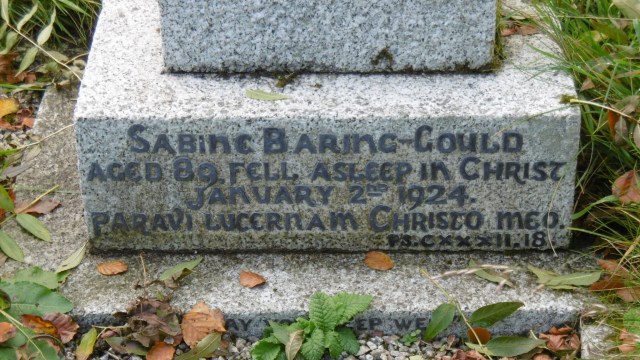 SABINE BARING-GOULD
AGED 89, FELL ASLEEP IN CHRIST
JANUARY 2ND 1924.
PARAVI LUCERNAM CHRISTO MEO.
PS.CXXXII.18